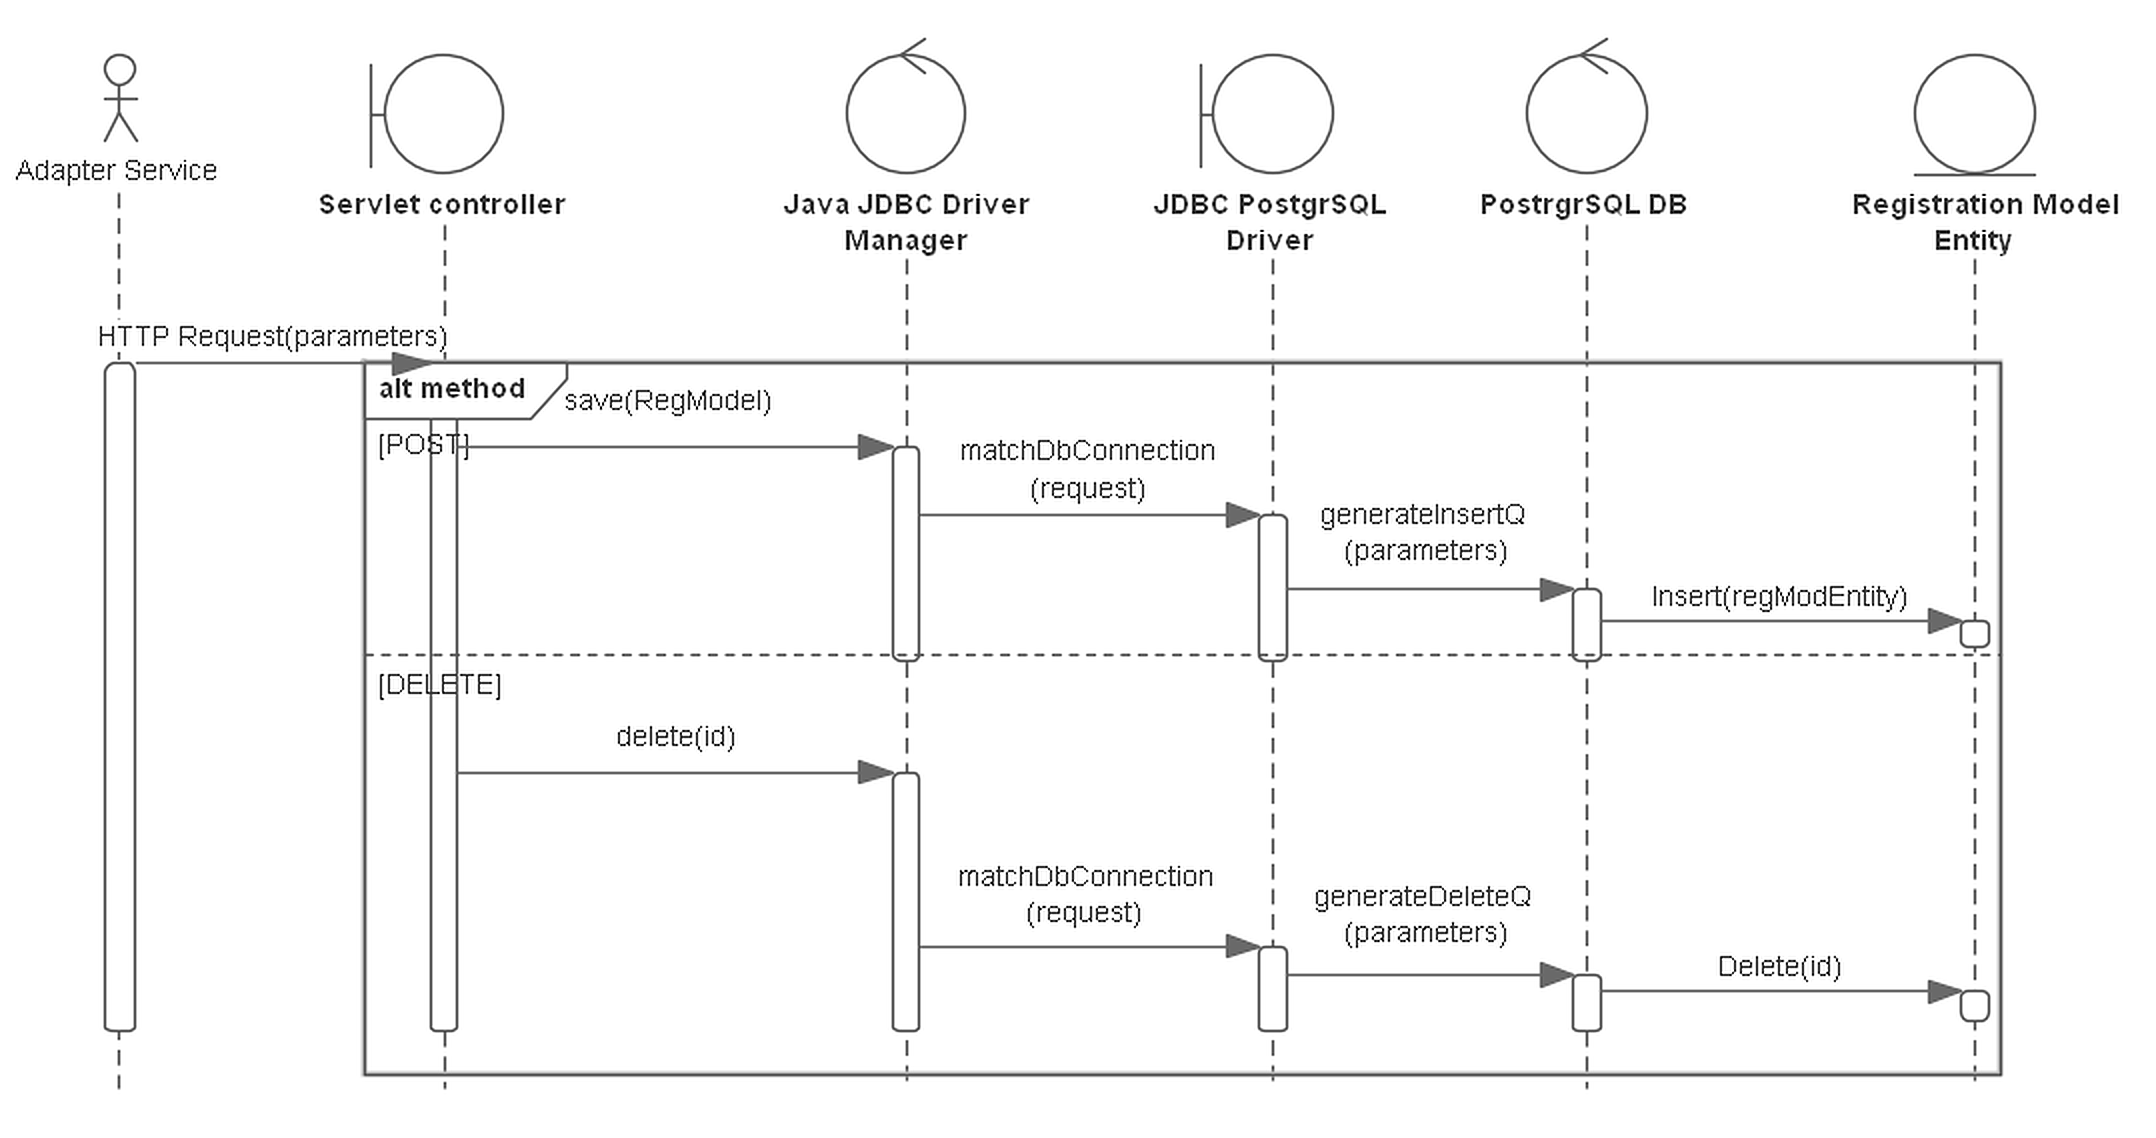 Adapter Service
Servlet controller
Java JDBC Driver
Manager
JDBC PostgrSQL
Driver
PostrgrSQL DB
Registration Model
Entity
HTTP Request(parameters)
alt method
save(RegModel)
[POST]
matchDbConnection
(request)
generateInsertQ
(parameters)
Insert(regModEntity)
[DELETE]
delete(id)
matchDbConnection
(request)
generateDeleteQ
(parameters)
Delete(id)